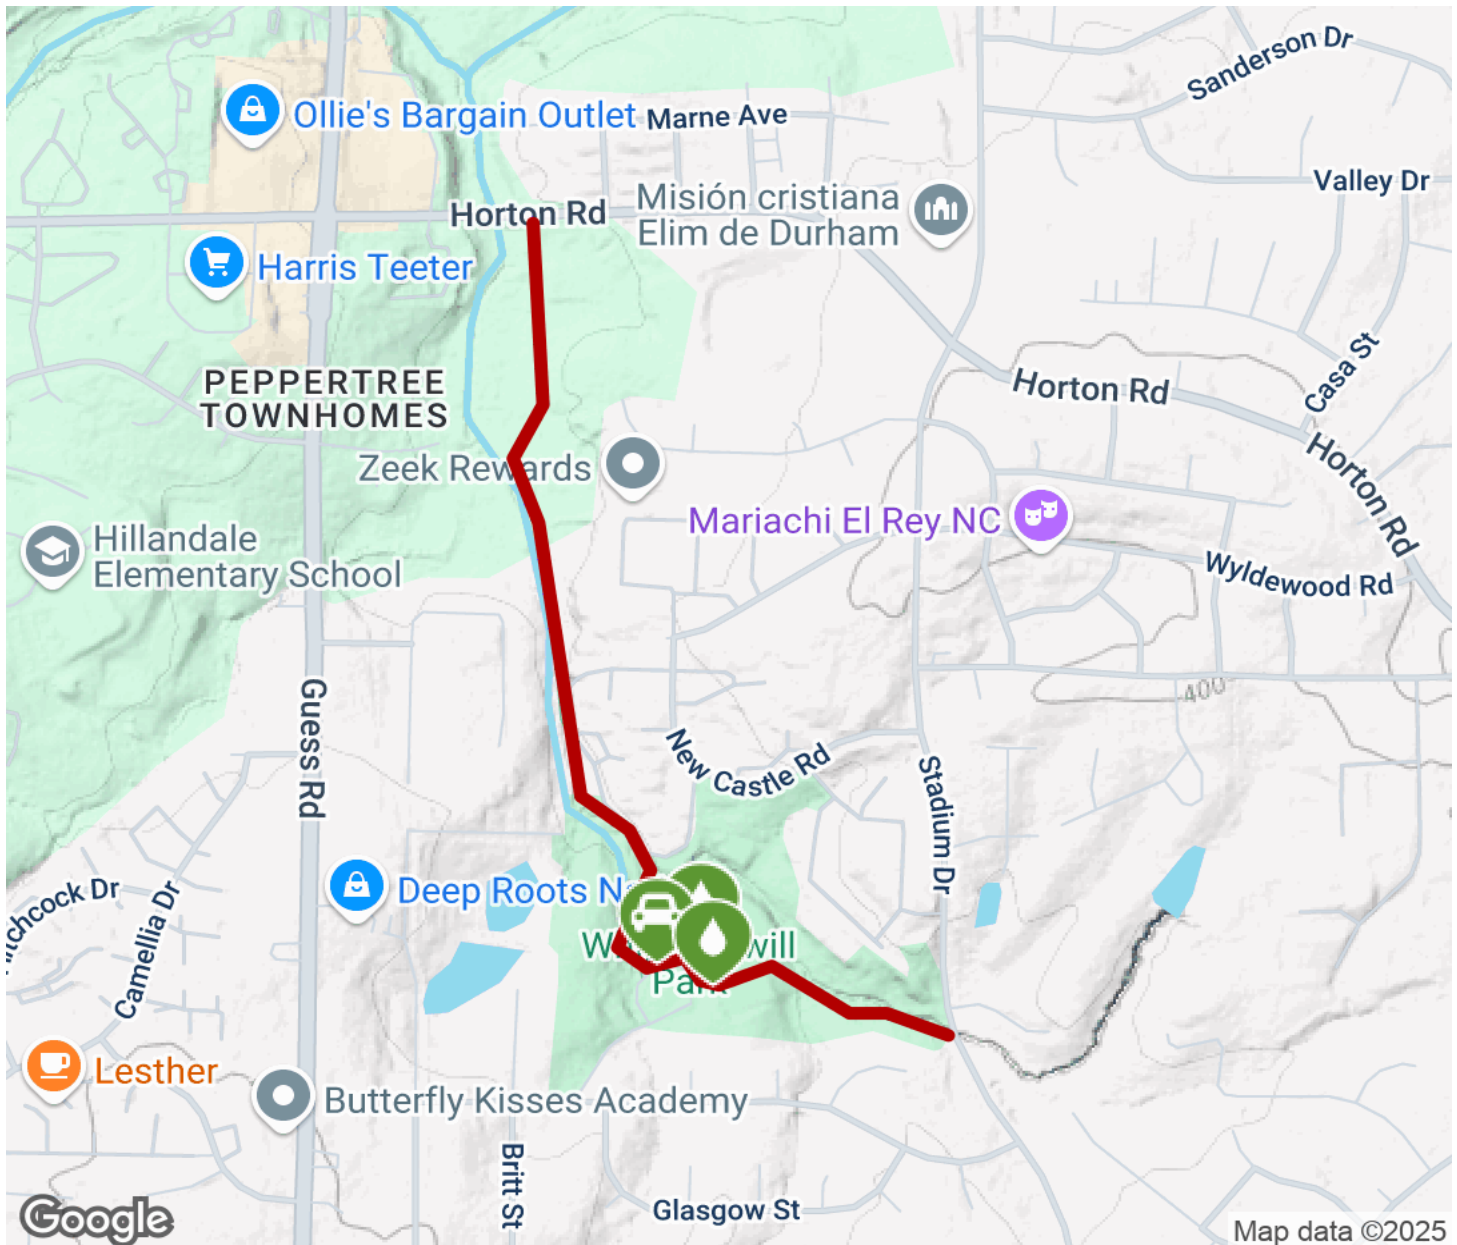 Sanderson Dr
Ollie's Bargain Outlet
Marne Ave
Valley Dr
Misión cristiana
Elim de Durham
Horton Rd
Harris Teeter
Casa St
Horton Rd
PEPPERTREE
TOWNHOMES
Zeek Rewards
Horton Rd
Mariachi El Rey NC
Hillandale
Elementary School
Wyldewood Rd
400
Guess Rd
New Castle Rd
Stadium Dr
Deep Roots
Camellia Dr
Park
Lesther
Butterfly Kisses Academy
Britt St
Glasgow St
Google
Map data ©2025